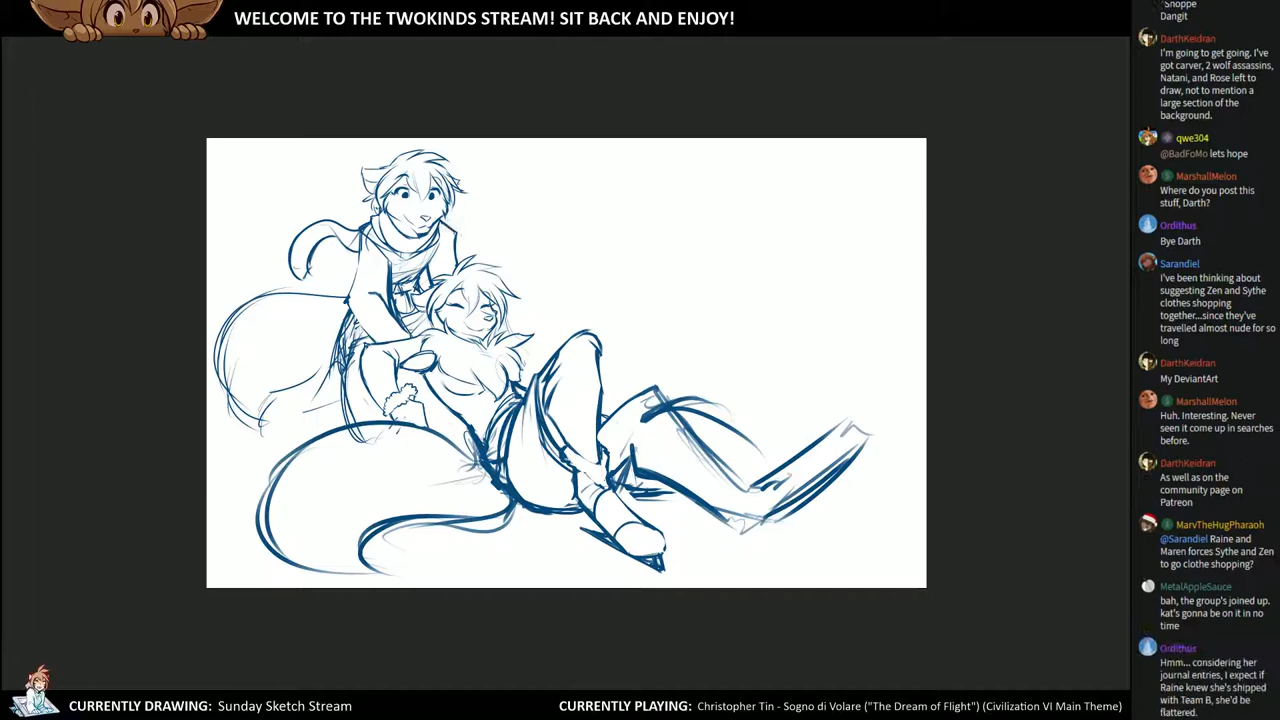 WELCOME TO THE TWOKINDS STREAM! SIT BACK AND ENJOY!
*Shoppe
Dangit
DarthKeidran
I'm going to get going. I've
got carver, 2 wolf assassins,
Natani, and Rose left to
draw, not to mention a
large section of the
background.
qwe304
@BadFoMo lets hope
MarshallMelon
Where do you post this
stuff, Darth?
Ordithus
Bye Darth
Sarandiel
I've been thinking about
suggesting Zen and Sythe
clothes shopping
together...since they've
travelled almost nude for so
long
DarthKeidran
My DeviantArt
MarshallMelon
Huh. Interesting. Never
seen it come up in searches
before.
DarthKeidran
As well as on the
community page on
Patreon
MarvTheHugPharaoh
@Sarandiel Raine and
Maren forces Sythe and Zen
to go clothe shopping?
MetalAppleSauce
bah, the group's joined up.
kat's gonna be on it in no
time
Ordithus
Hmm... considering her
journal entries, I expect if
Raine knew she's shipped
with Team B, she'd be
flattered.
CURRENTLY DRAWING: Sunday Sketch Stream
CURRENTLY PLAYING: Christopher Tin - Sogno di Volare ("The Dream of Flight") (Civilization VI Main Theme)